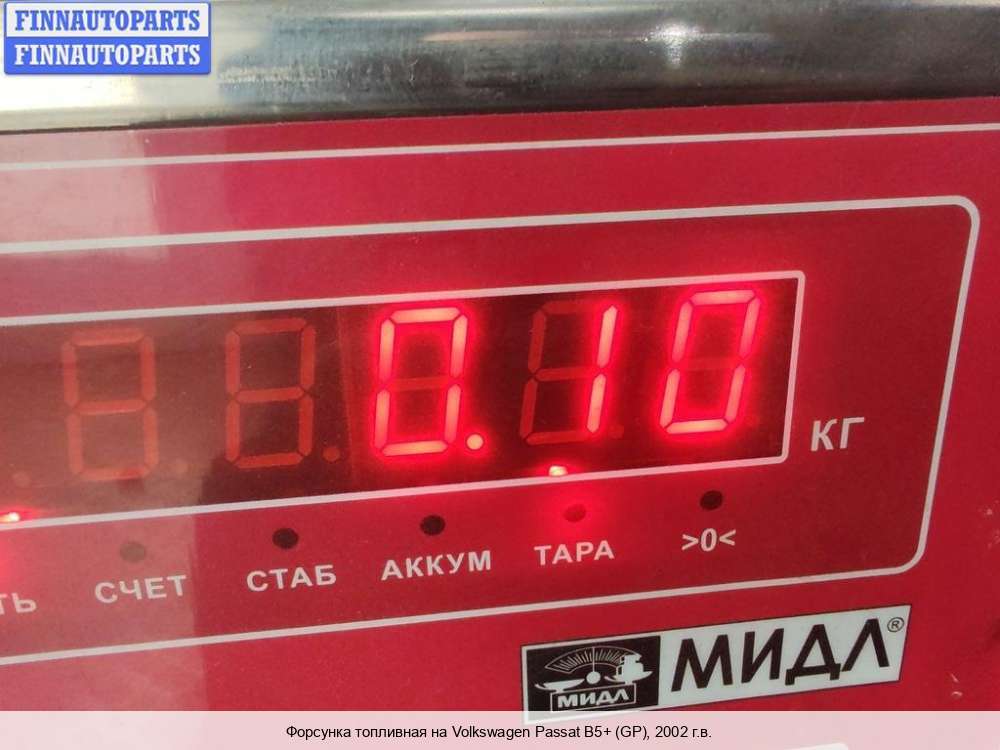 FINNAUTOPARTS
FINNAUTOPARTS
0.10
КГ
СЧЕТ СТАБ АККУМ ТАРА >0<
МИДЛ МИДЛ®
Форсунка топливная на Volkswagen Passat B5+ (GP), 2002 г.в.